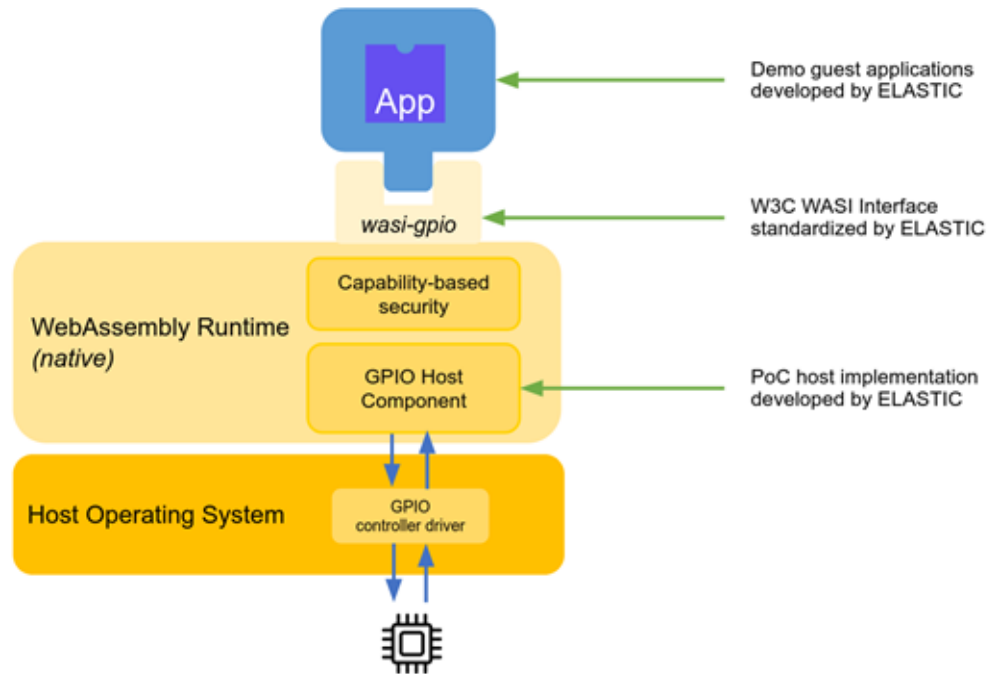 App
Demo guest applications
developed by ELASTIC
wasi-gpio
W3C WASI Interface
standardized by ELASTIC
Capability-based
security
WebAssembly Runtime
(native)
GPIO Host
Component
PoC host implementation
developed by ELASTIC
Host Operating System
GPIO
controller driver